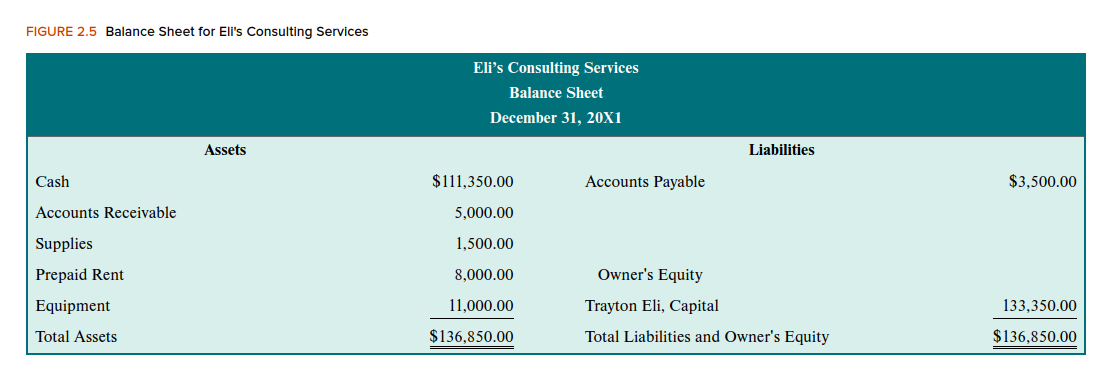 FIGURE 2.5 Balance Sheet for Eli's Consulting Services
Eli's Consulting Services
Balance Sheet
December 31, 20X1
Assets Liabilities
Cash $111,350.00 Accounts Payable $3,500.00
Accounts Receivable 5,000.00
Supplies 1,500.00
Prepaid Rent 8,000.00 Owner's Equity
Equipment 11,000.00 Trayton Eli, Capital 133,350.00
Total Assets $136,850.00 Total Liabilities and Owner's Equity $136,850.00